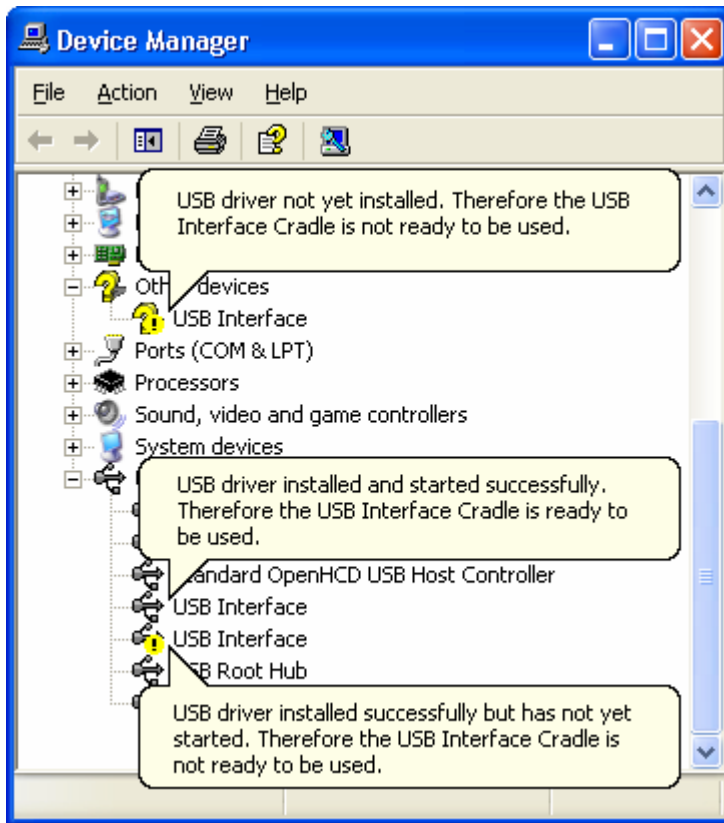 Device Manager
File Action View Help
USB driver not yet installed. Therefore the USB
Interface Cradle is not ready to be used.
Oth devices
USB Interface
Ports (COM & LPT)
Processors
Sound, video and game controllers
System devices
USB driver installed and started successfully.
Therefore the USB Interface Cradle is ready to
be used.
Standard OpenHCD USB Host Controller
USB Interface
USB Interface
USB Root Hub
USB driver installed successfully but has not yet
started. Therefore the USB Interface Cradle is
not ready to be used.